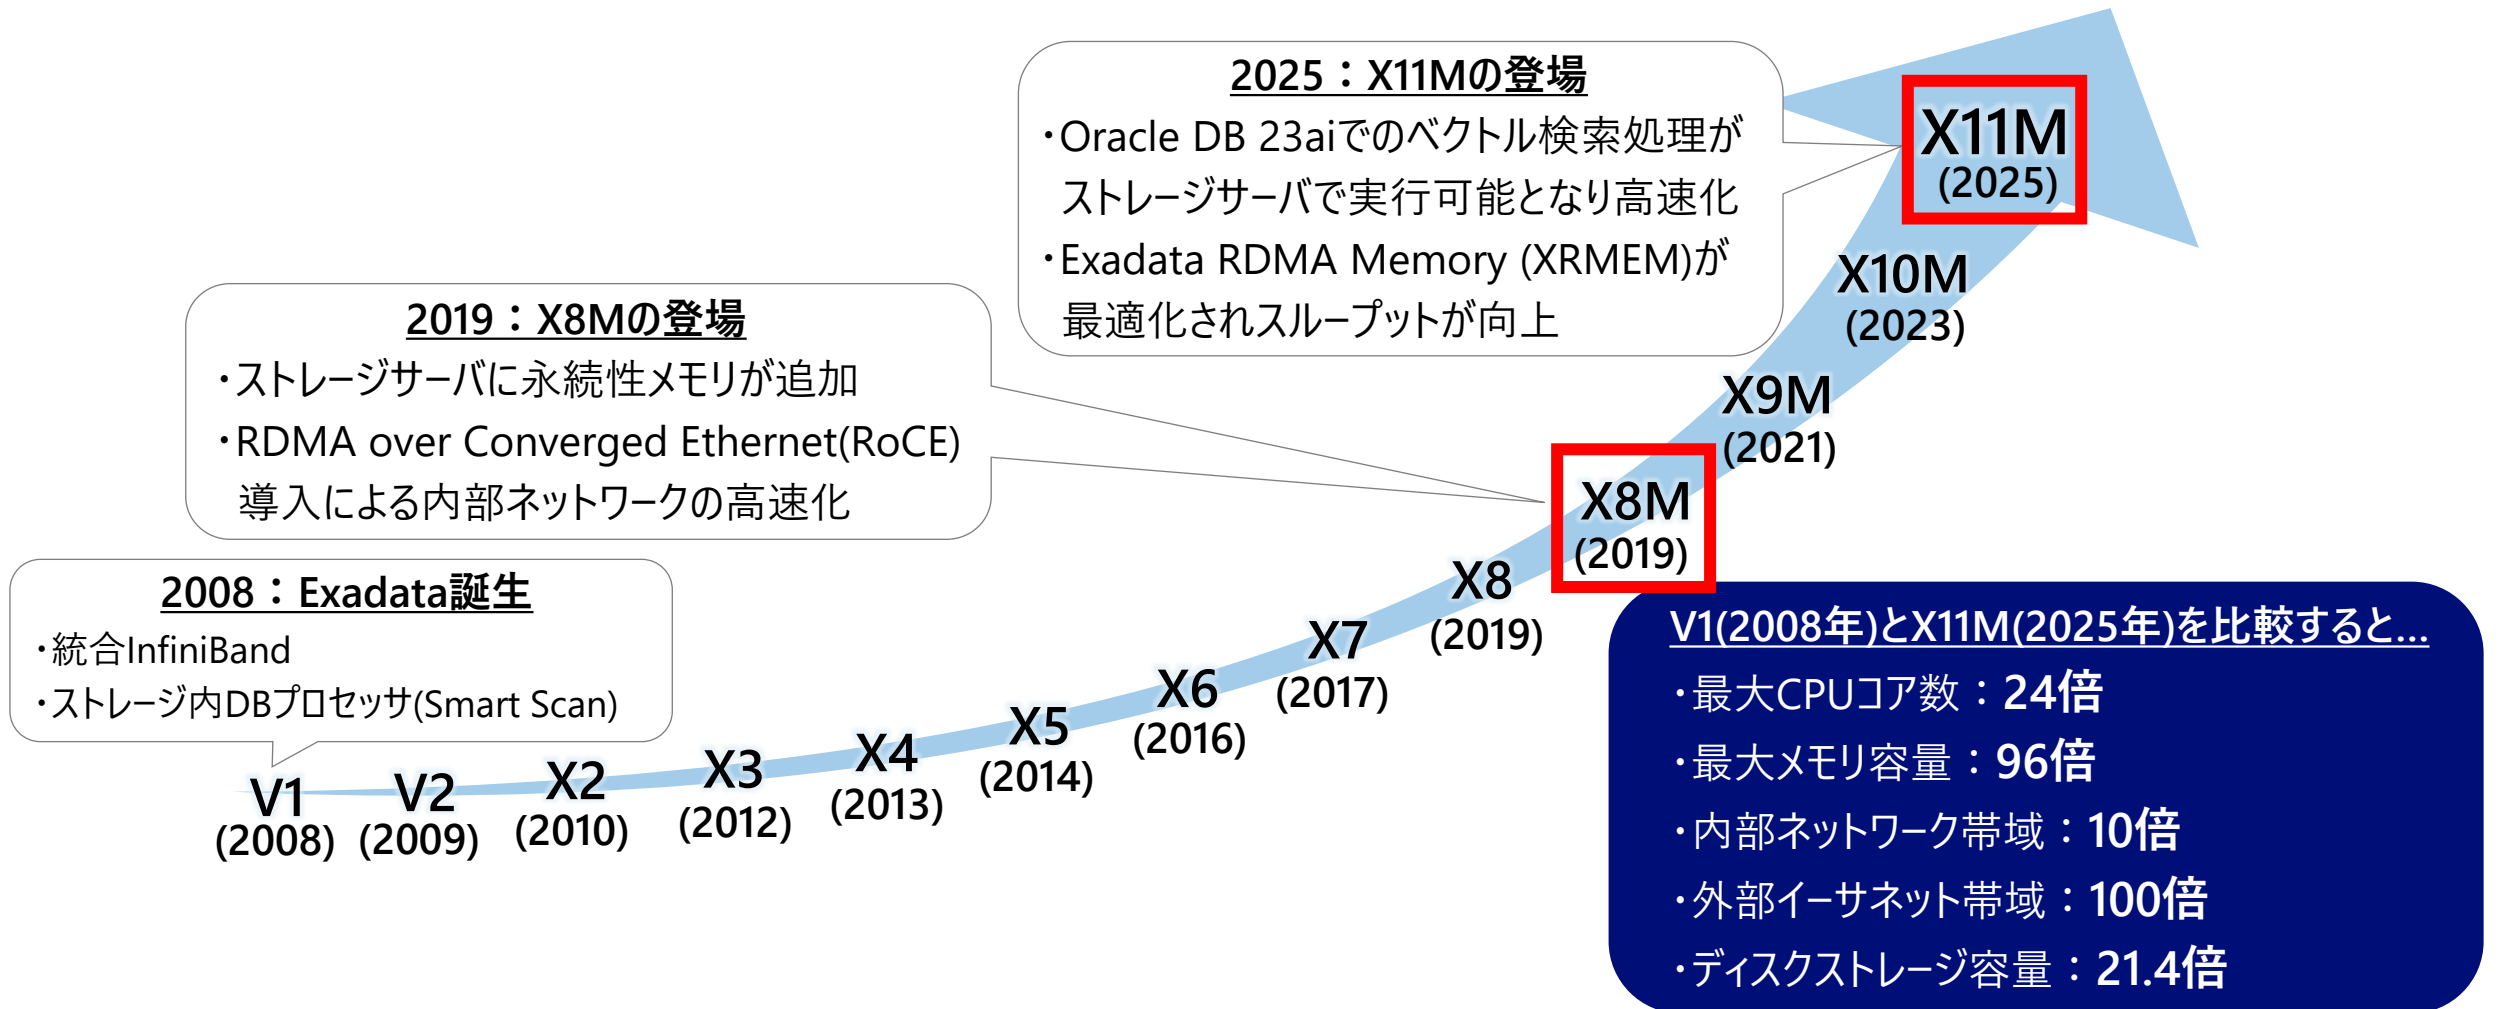 2025：X11Mの登場
・Oracle DB 23aiでのベクトル検索処理が
ストレージサーバで実行可能となり高速化
・Exadata RDMA Memory (XRMEM)が
最適化されスループットが向上
2019：X8Mの登場
・ストレージサーバに永続性メモリが追加
・RDMA over Converged Ethernet(RoCE)
導入による内部ネットワークの高速化
2008：Exadata誕生
・統合InfiniBand
・ストレージ内DBプロセッサ(Smart Scan)
V1
(2008)
V2
(2009)
X2
(2010)
X3
(2012)
X4
(2013)
X5
(2014)
X6
(2016)
X7
(2017)
X8
(2019)
X8M
(2019)
X9M
(2021)
X10M
(2023)
X11M
(2025)
V1(2008年)とX11M(2025年)を比較すると…
・最大CPUコア数：24倍
・最大メモリ容量：96倍
・内部ネットワーク帯域：10倍
・外部イーサネット帯域：100倍
・ディスクストレージ容量：21.4倍